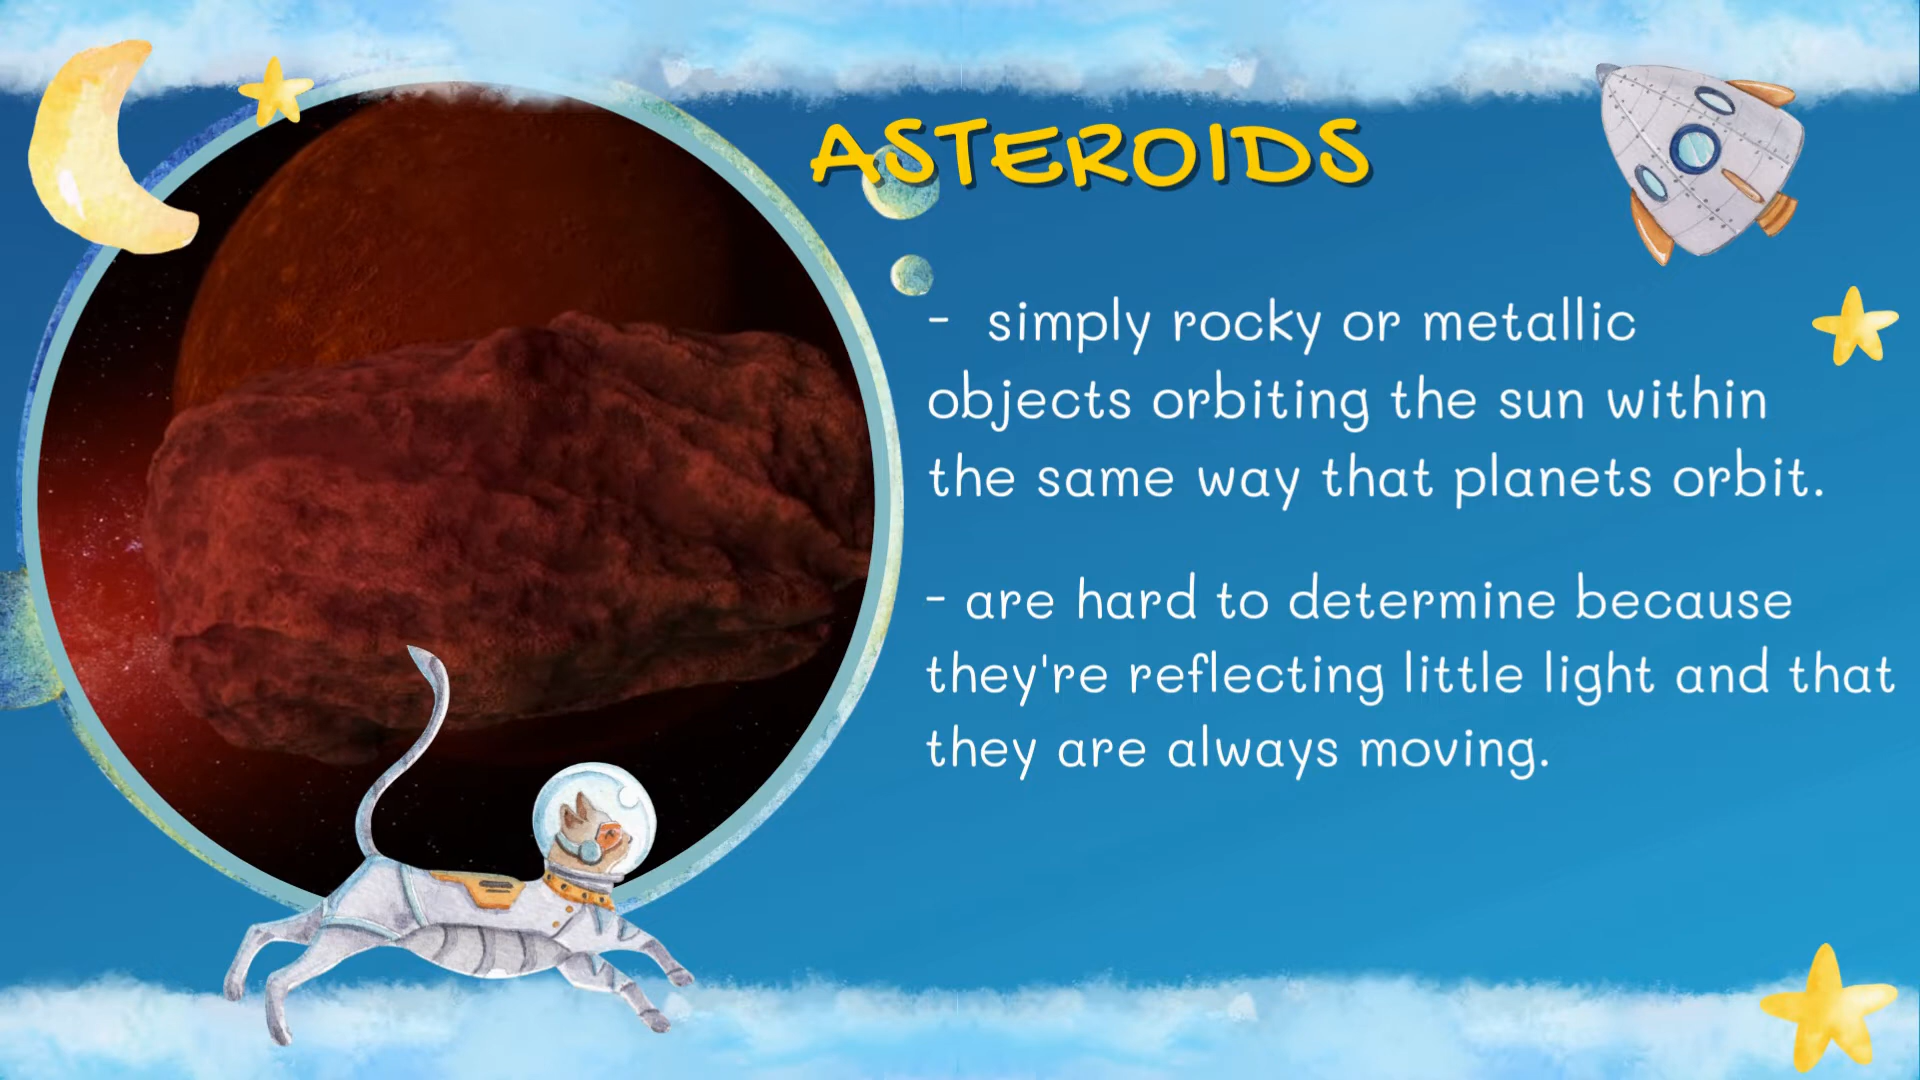 ASTEROIDS
- simply rocky or metallic
objects orbiting the sun within
the same way that planets orbit.
- are hard to determine because
they're reflecting little light and that
they are always moving.